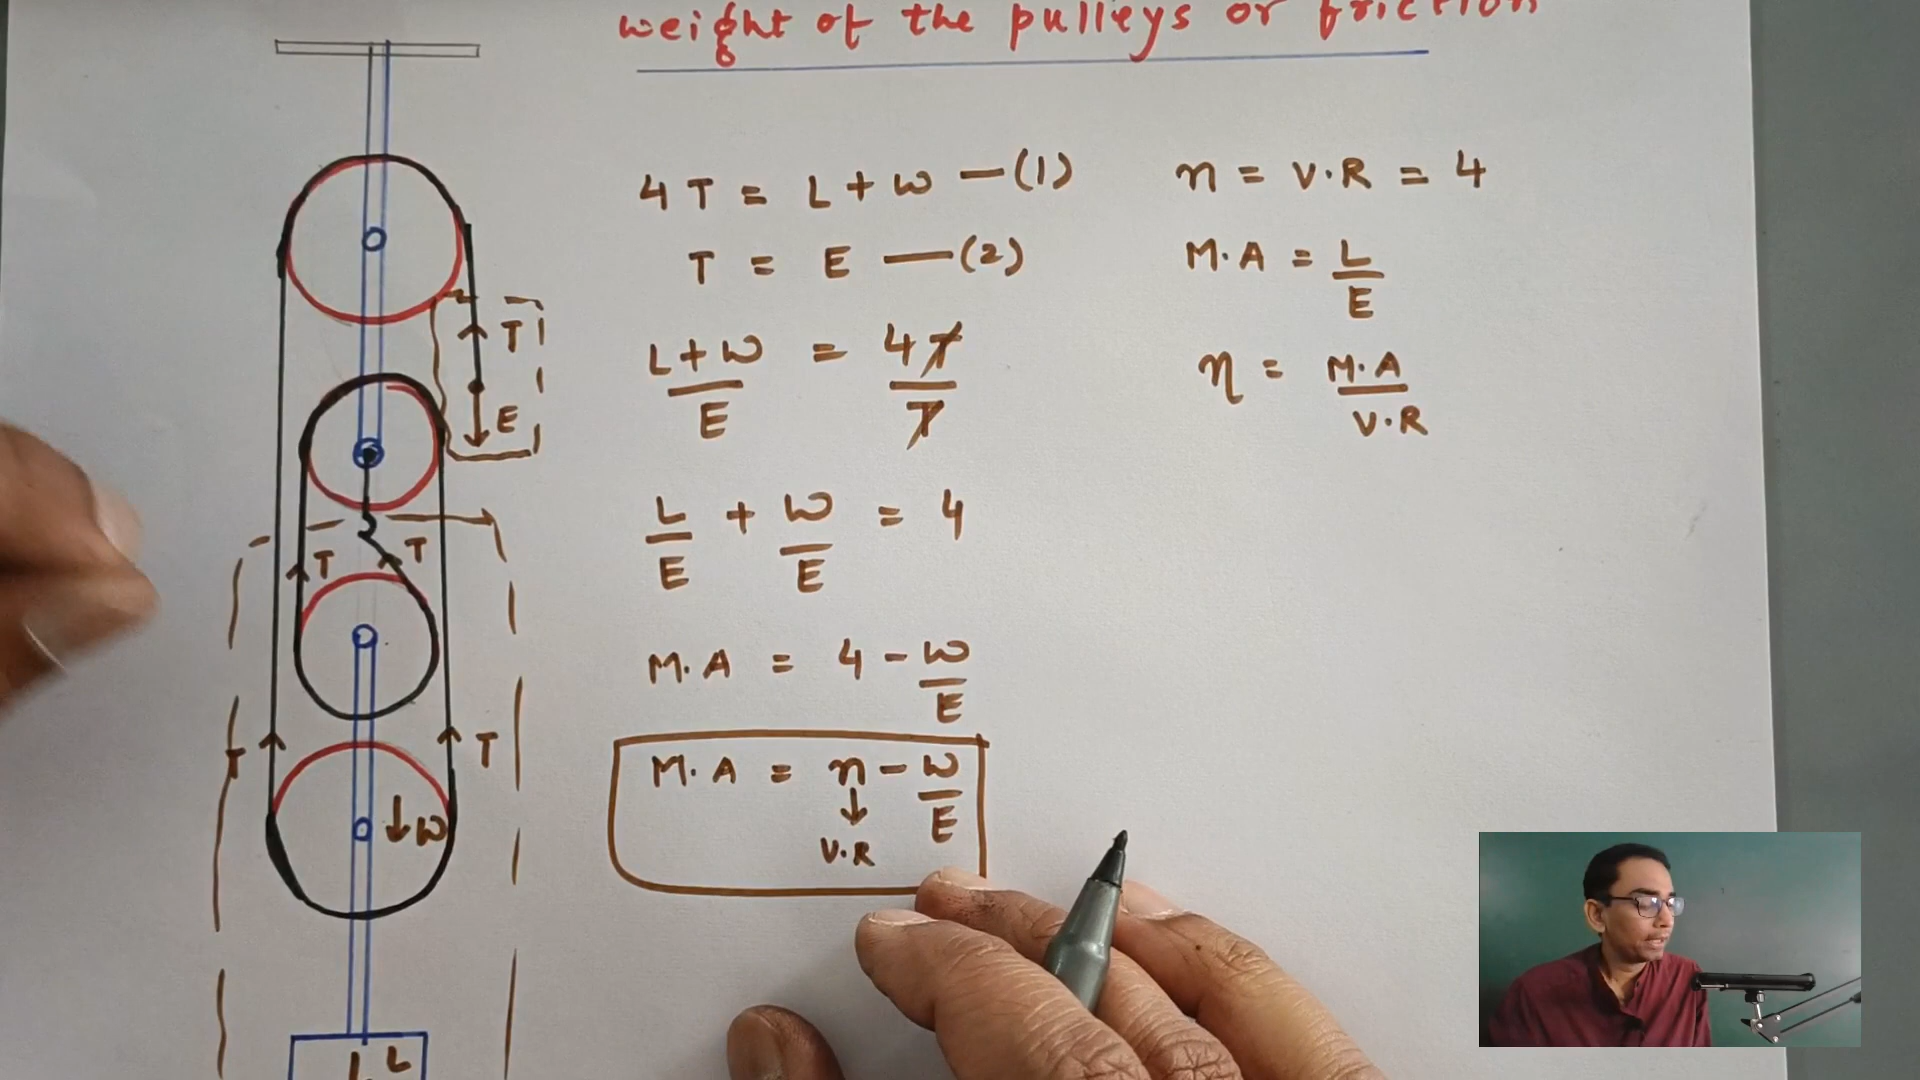 weight of the pulleys or friction
4T = L + W — (1)
T = E — (2)
L + W / E = 4T / T
L/E + W/E = 4
M.A = 4 - W/E
M.A = n - W/E
↓
V.R
n = V.R = 4
M.A = L/E
η = M.A / V.R
T
E
T
T
T
T
↓W
L